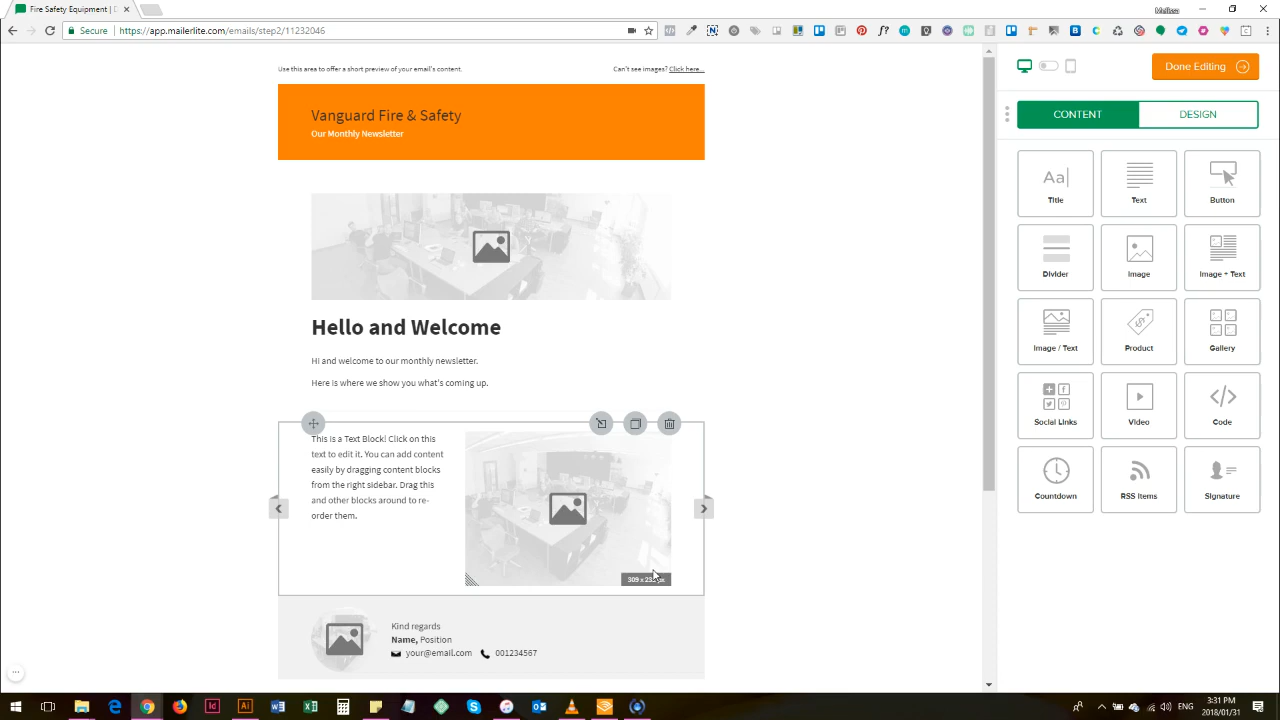 Fire Safety Equipment | D
Melissa
Secure
https://app.mailerlite.com/emails/step2/11232046
Use this area to offer a short preview of your email's content.
Can't see images? Click here...
Done Editing
Vanguard Fire & Safety
Our Monthly Newsletter
CONTENT
DESIGN
Aa
Title
Text
Button
Divider
Image
Image + Text
Image / Text
Product
Gallery
Social Links
Video
Code
Countdown
RSS Items
Signature
Hello and Welcome
Hi and welcome to our monthly newsletter.
Here is where we show you what's coming up.
This is a Text Block! Click on this
text to edit it. You can add content
easily by dragging content blocks
from the right sidebar. Drag this
and other blocks around to re-
order them.
Kind regards
Name, Position
your@email.com
001234567
3:31 PM
ENG
2018/01/31